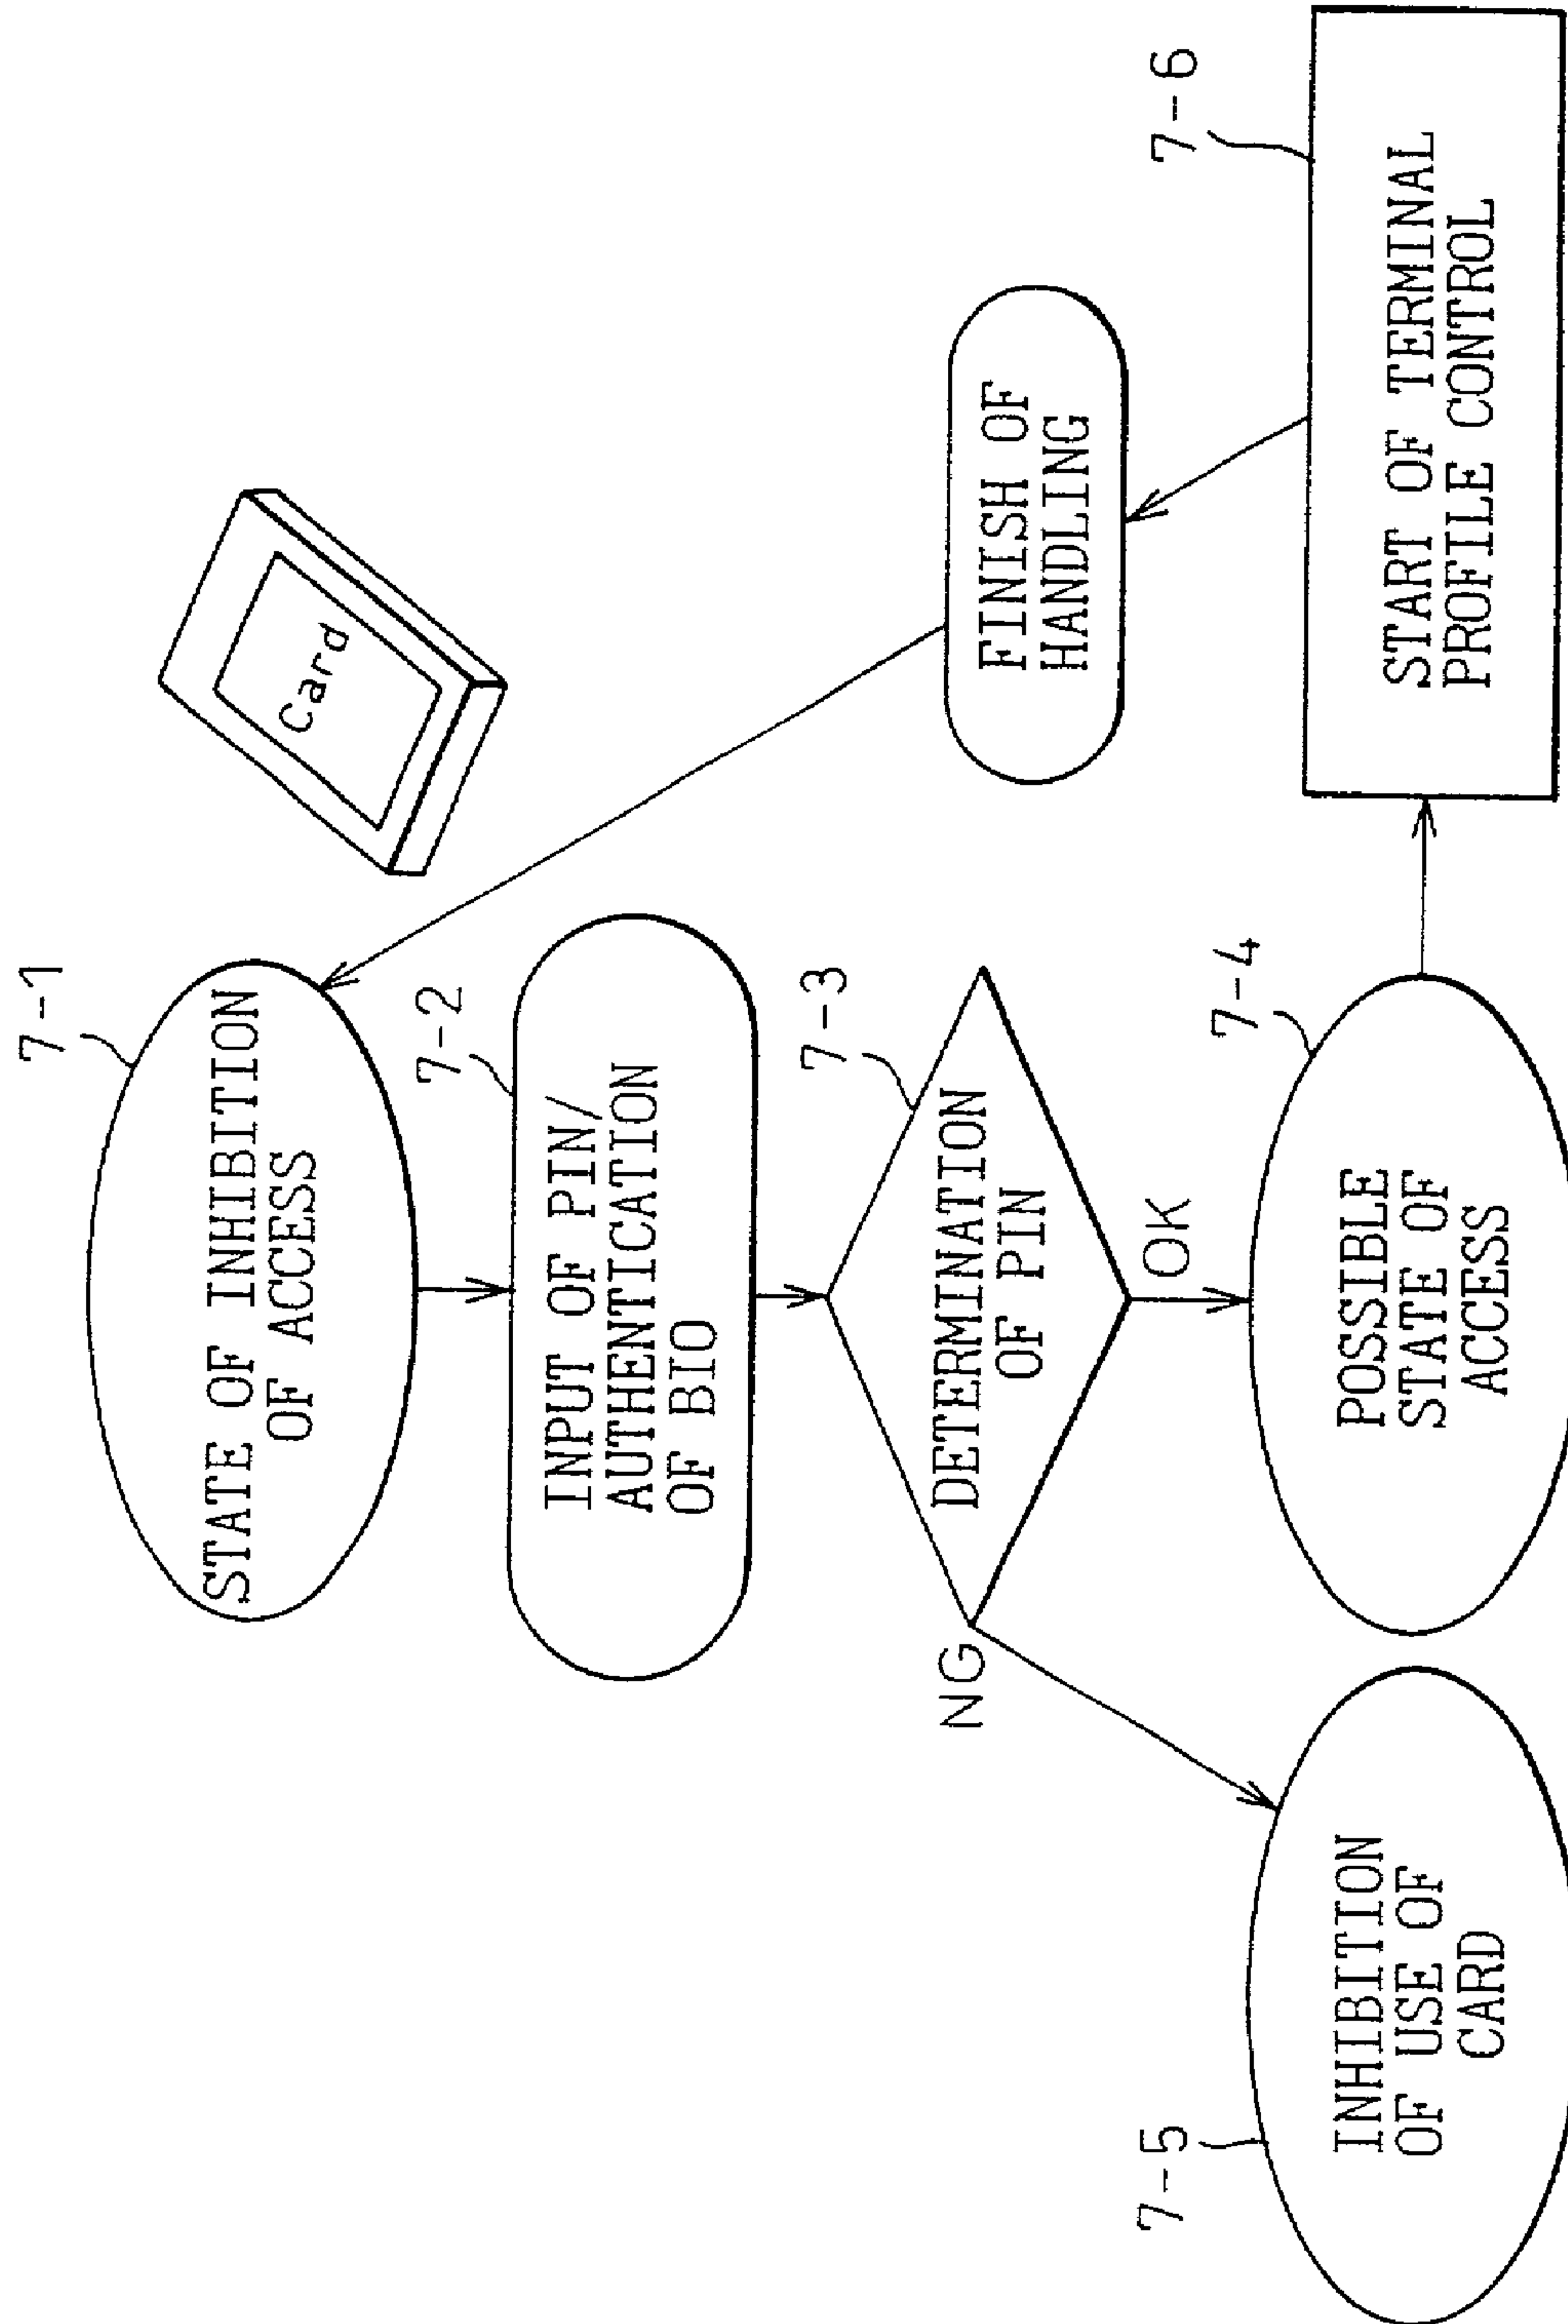 7-1
STATE OF INHIBITION
OF ACCESS
Card
7-2
INPUT OF PIN/
AUTHENTICATION
OF BIO
7-3
DETERMINATION
OF PIN
NG
OK
7-4
POSSIBLE
STATE OF
ACCESS
7-5
INHIBITION
OF USE OF
CARD
FINISH OF
HANDLING
7-6
START OF TERMINAL
PROFILE CONTROL